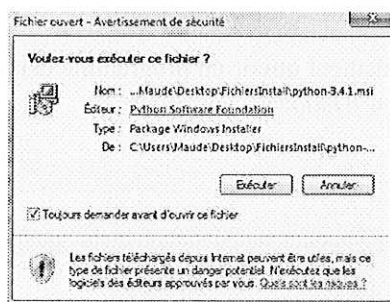 Fichier ouvert - Avertissement de sécurité
Voulez-vous exécuter ce fichier ?
Nom : ...Maude\Desktop\FichiersInstall\python-3.4.1.msi
Éditeur : Python Software Foundation
Type : Package Windows Installer
De : C:\Users\Maude\Desktop\FichiersInstall\python-...
Exécuter Annuler
Toujours demander avant d'ouvrir ce fichier
Les fichiers téléchargés depuis Internet peuvent être utiles, mais ce
type de fichier présente un danger potentiel. N'exécutez que les
logiciels des éditeurs approuvés par vous. Quels sont les risques ?